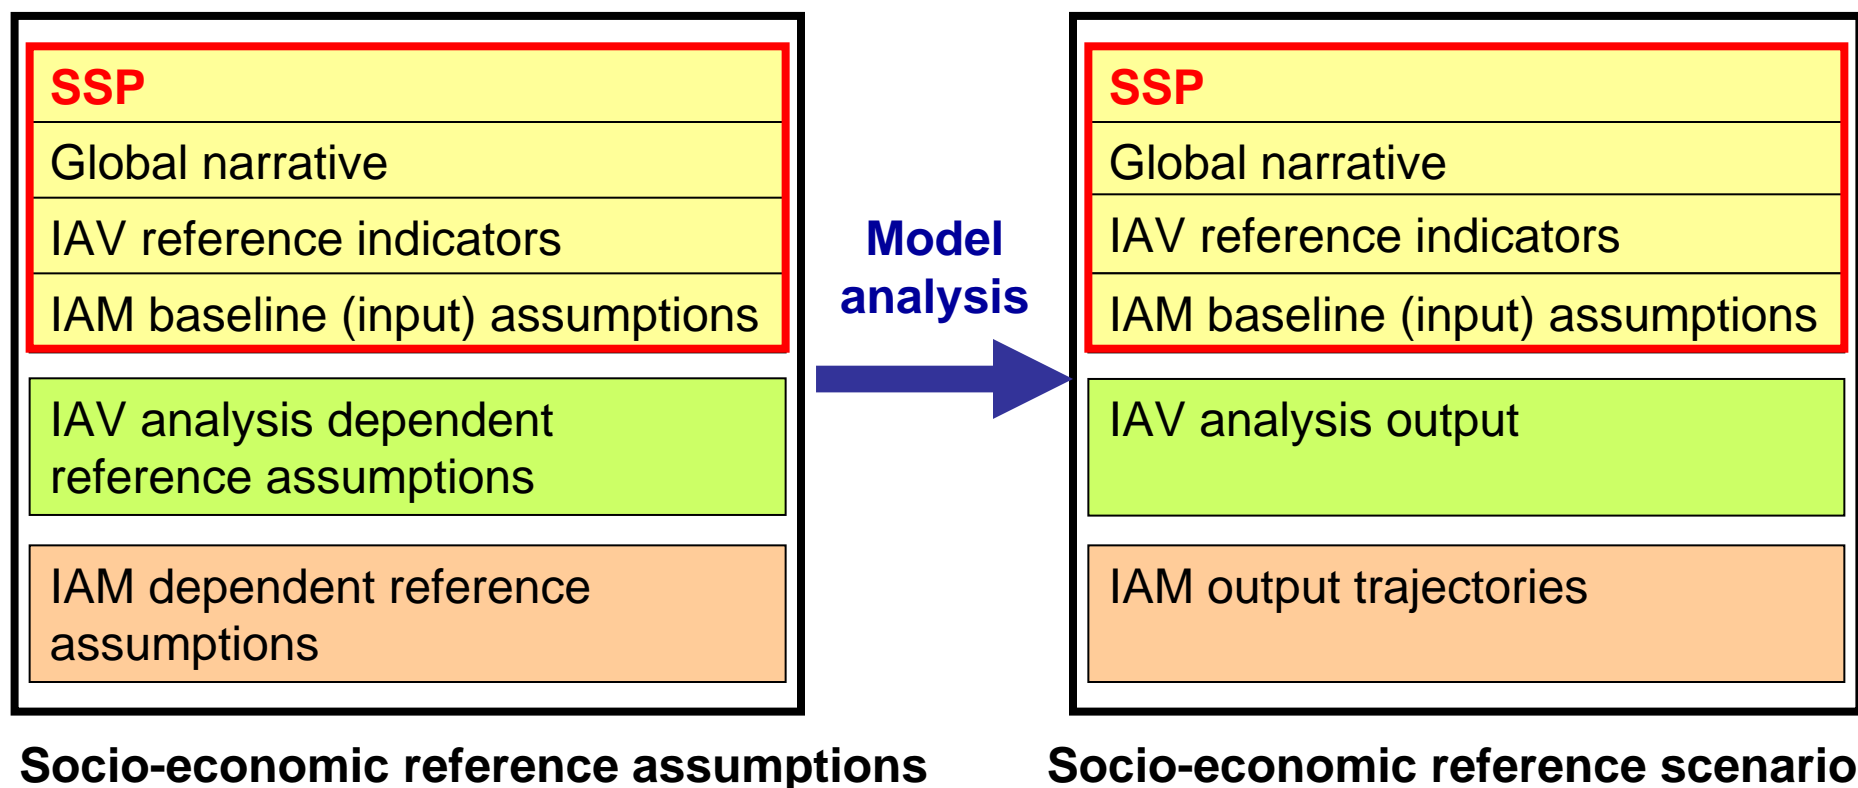 SSP
Global narrative
IAV reference indicators
IAM baseline (input) assumptions
IAV analysis dependent
reference assumptions
IAM dependent reference
assumptions
Socio-economic reference assumptions
Model
analysis
SSP
Global narrative
IAV reference indicators
IAM baseline (input) assumptions
IAV analysis output
IAM output trajectories
Socio-economic reference scenario